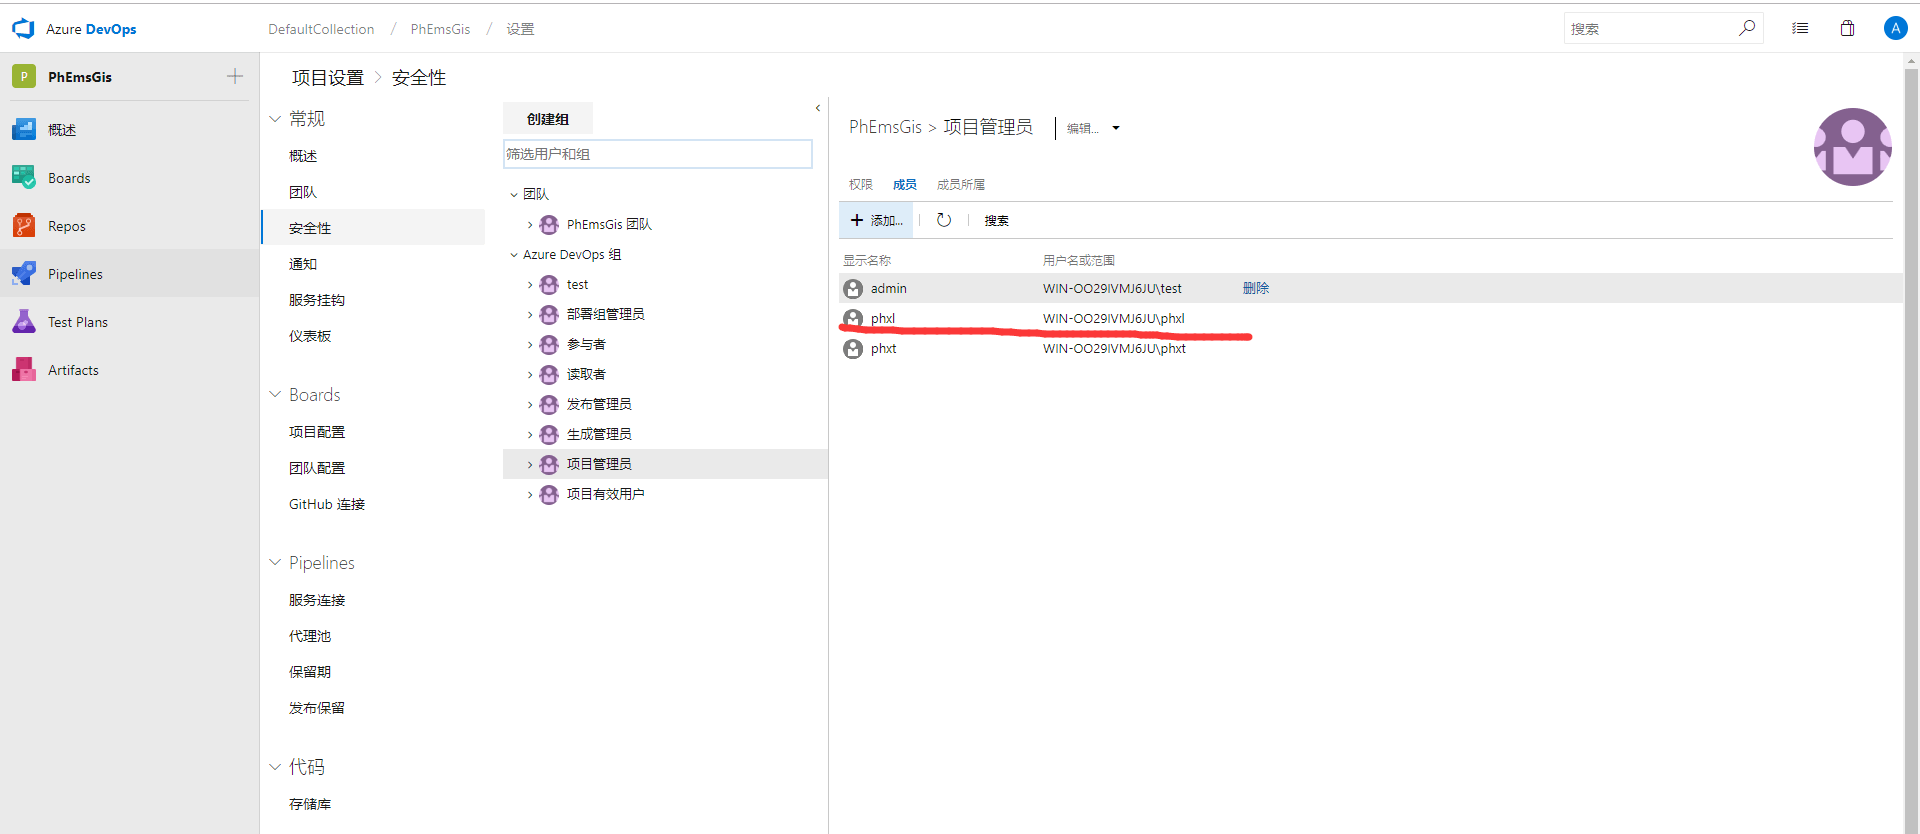 Azure DevOps
DefaultCollection / PhEmsGis / 设置
搜索
A
P PhEmsGis
概述
Boards
Repos
Pipelines
Test Plans
Artifacts
项目设置 > 安全性
常规
概述
团队
安全性
通知
服务挂钩
仪表板
Boards
项目配置
团队配置
GitHub 连接
Pipelines
服务连接
代理池
保留期
发布保留
代码
存储库
创建组
筛选用户和组
团队
PhEmsGis 团队
Azure DevOps 组
test
部署组管理员
参与者
读取者
发布管理员
生成管理员
项目管理员
项目有效用户
PhEmsGis > 项目管理员 编辑...
权限 成员 成员所属
添加... 搜索
显示名称 用户名或范围
admin WIN-OO29IVMJ6JU\test 删除
phxl WIN-OO29IVMJ6JU\phxl
phxt WIN-OO29IVMJ6JU\phxt